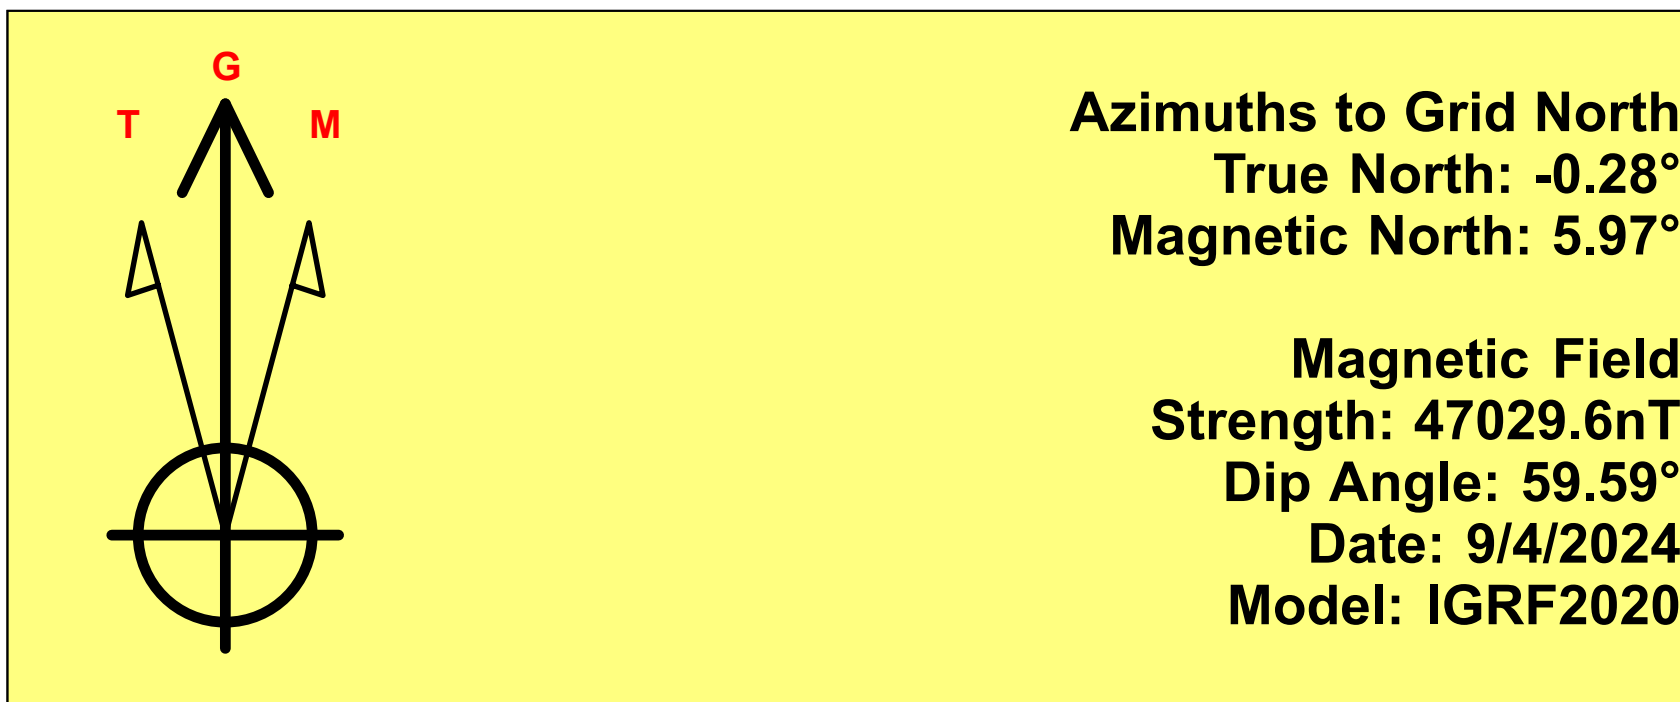 G
T
M
Azimuths to Grid North
True North: -0.28°
Magnetic North: 5.97°
Magnetic Field
Strength: 47029.6nT
Dip Angle: 59.59°
Date: 9/4/2024
Model: IGRF2020